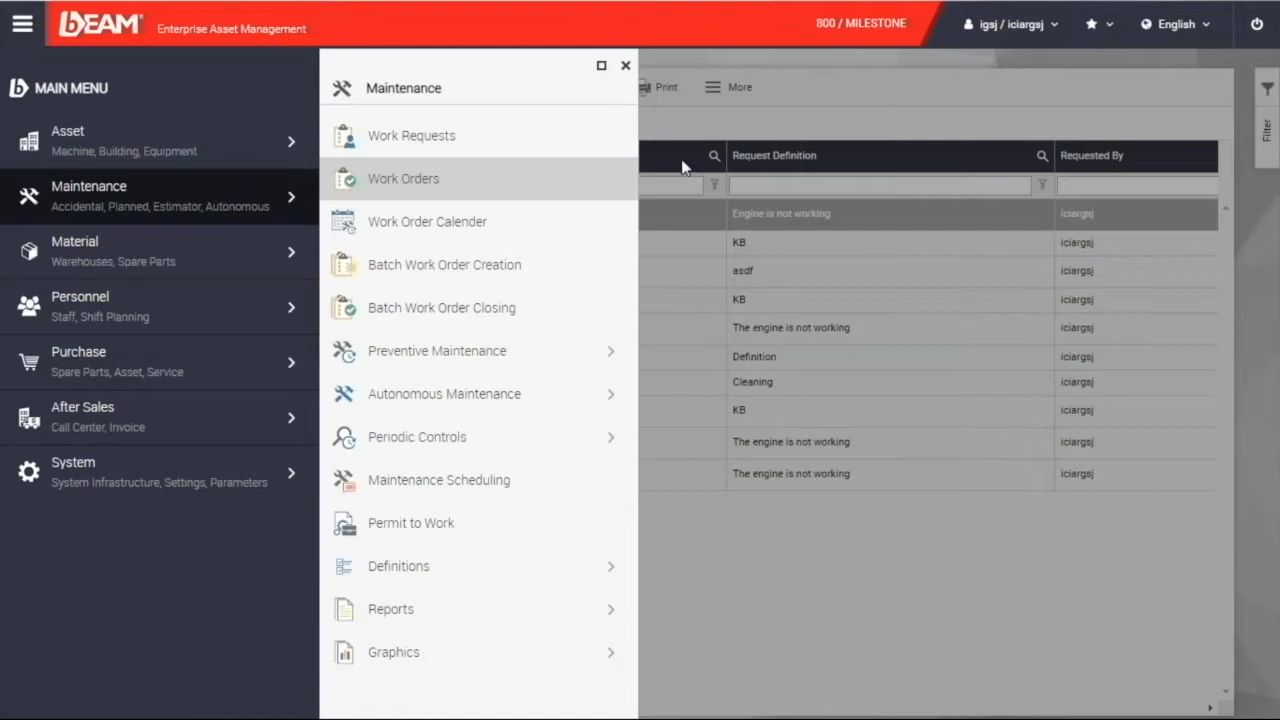 bEAM Enterprise Asset Management
800 / MILESTONE
igsj / iciargsj
English
MAIN MENU
Asset
Machine, Building, Equipment
Maintenance
Accidental, Planned, Estimator, Autonomous
Material
Warehouses, Spare Parts
Personnel
Staff, Shift Planning
Purchase
Spare Parts, Asset, Service
After Sales
Call Center, Invoice
System
System Infrastructure, Settings, Parameters
Maintenance
Work Requests
Work Orders
Work Order Calender
Batch Work Order Creation
Batch Work Order Closing
Preventive Maintenance
Autonomous Maintenance
Periodic Controls
Maintenance Scheduling
Permit to Work
Definitions
Reports
Graphics
Print More
Request Definition Requested By
Engine is not working iciargsj
KB iciargsj
asdf iciargsj
KB iciargsj
The engine is not working iciargsj
Definition iciargsj
Cleaning iciargsj
KB iciargsj
The engine is not working iciargsj
The engine is not working iciargsj
Filter